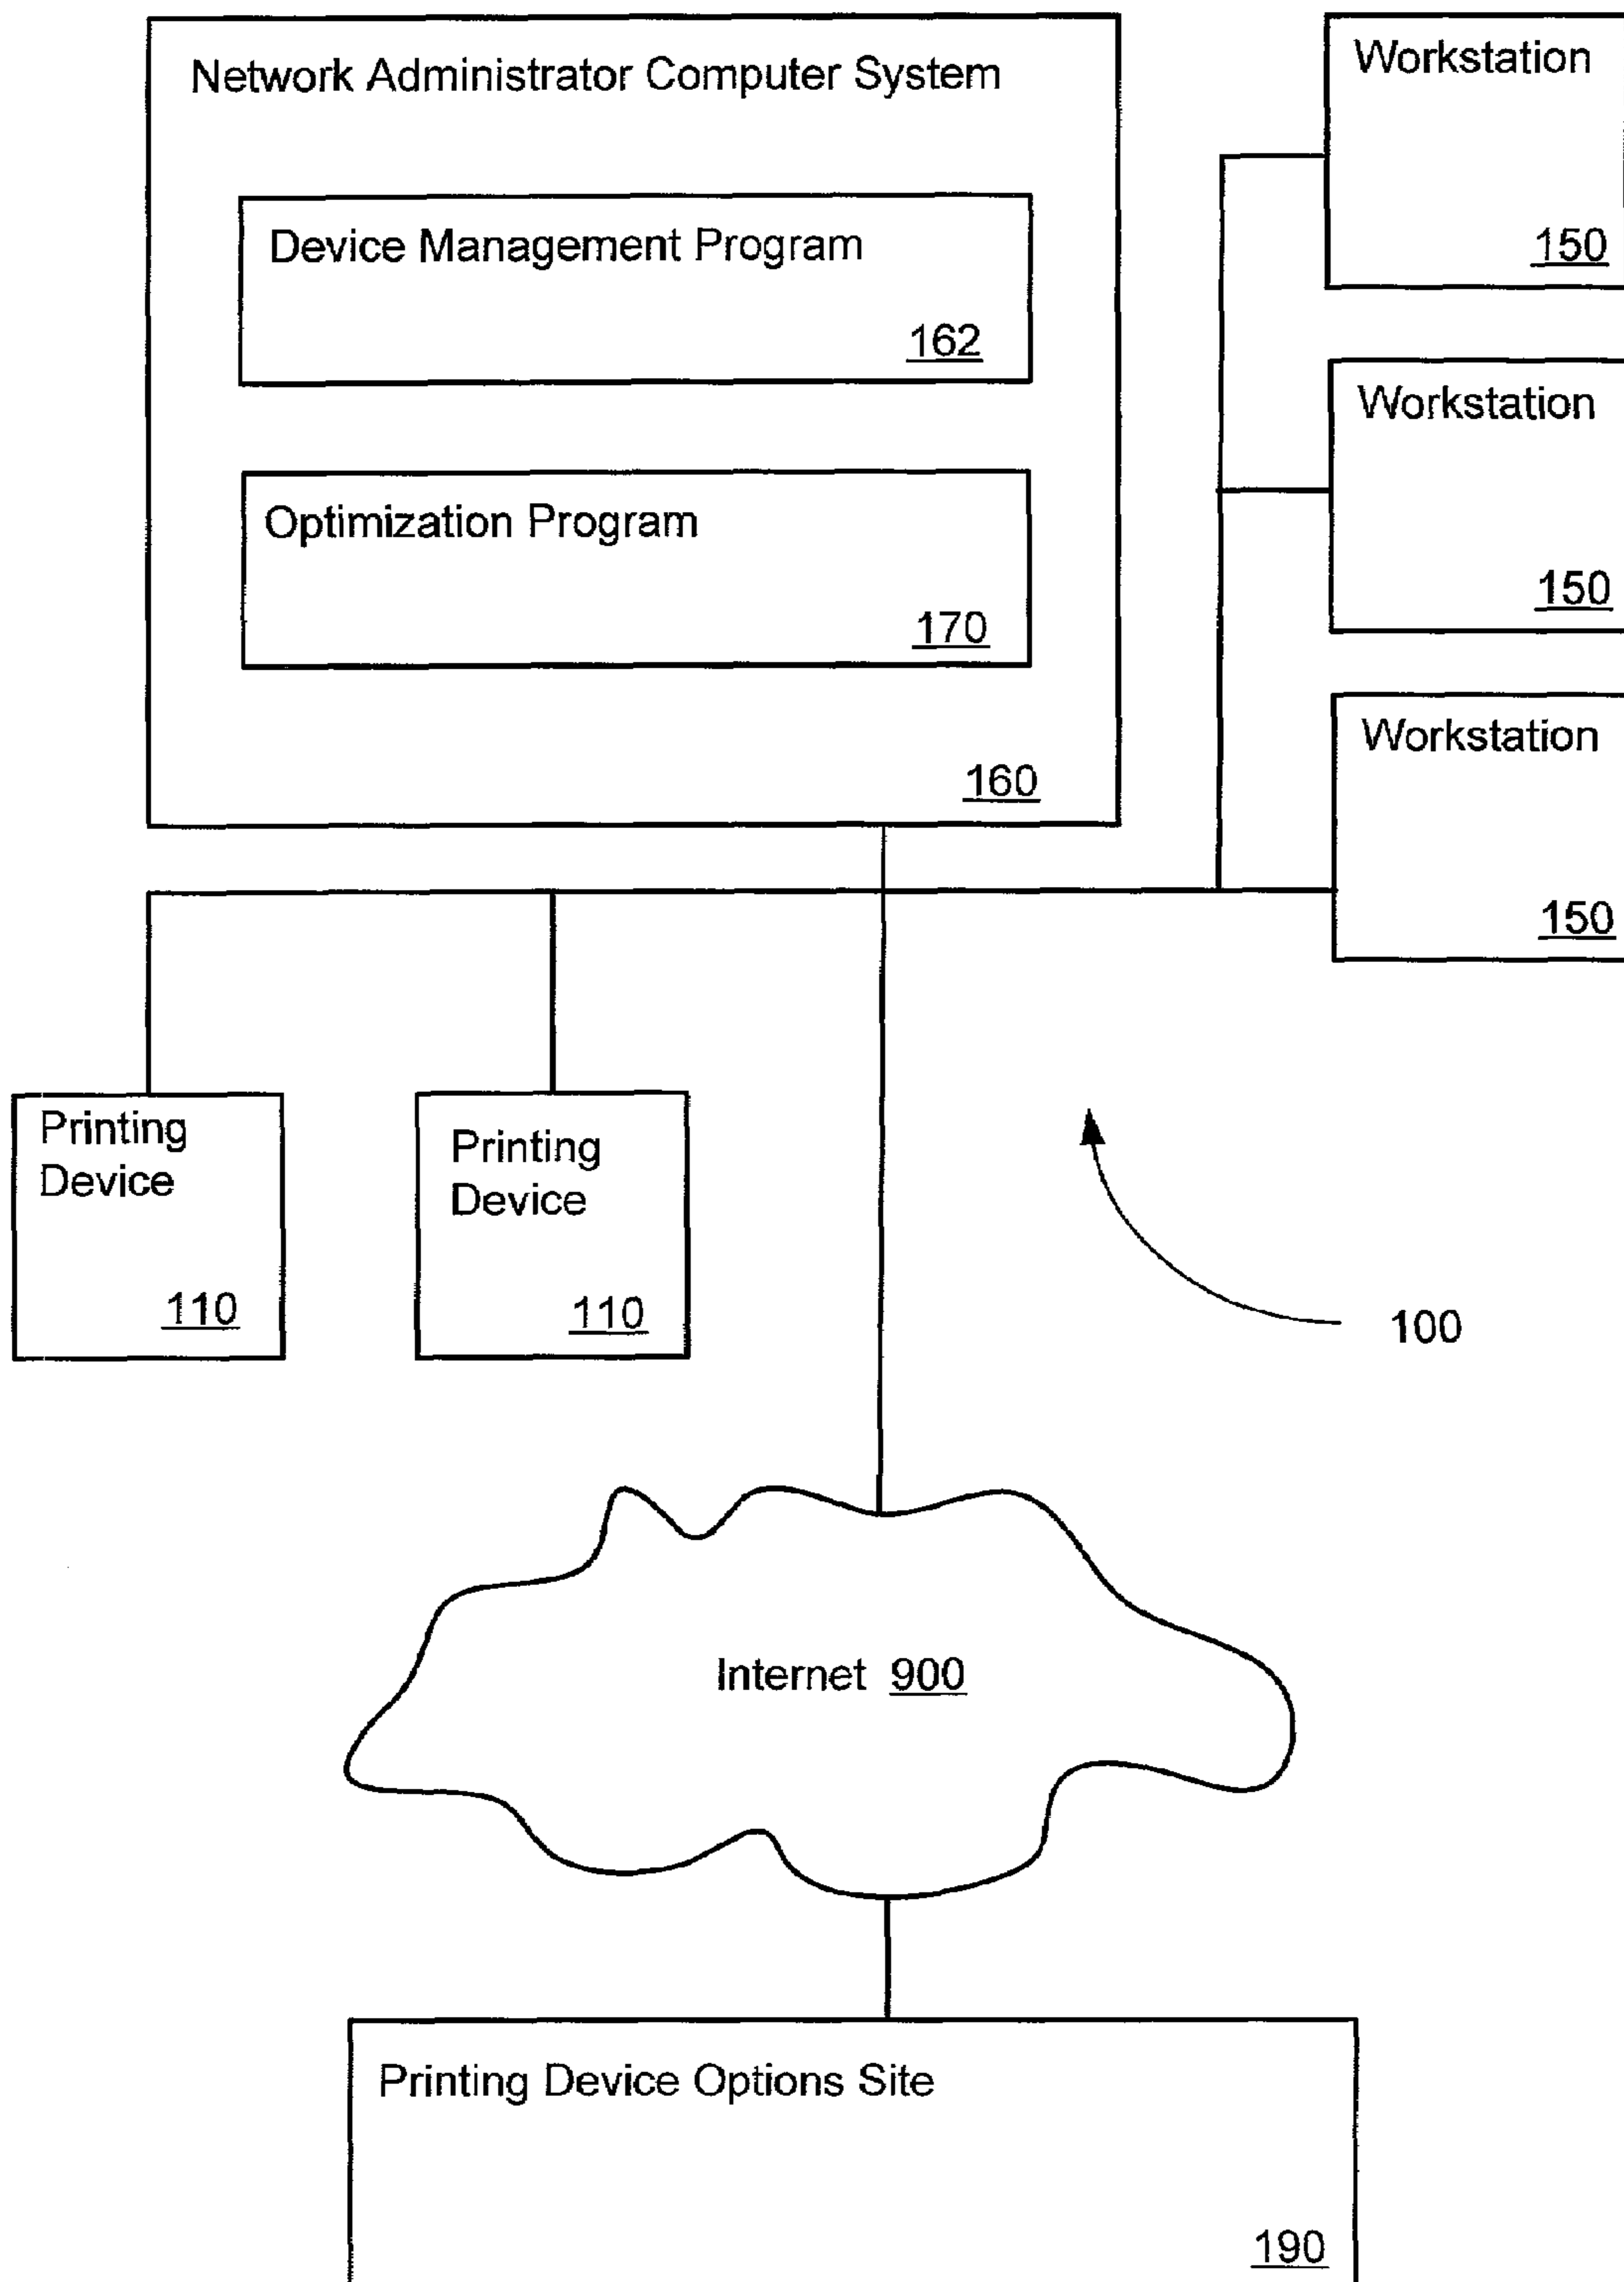 Network Administrator Computer System
Device Management Program
162
Optimization Program
170
160
Workstation
150
Workstation
150
Workstation
150
Printing
Device
110
Printing
Device
110
100
Internet 900
Printing Device Options Site
190